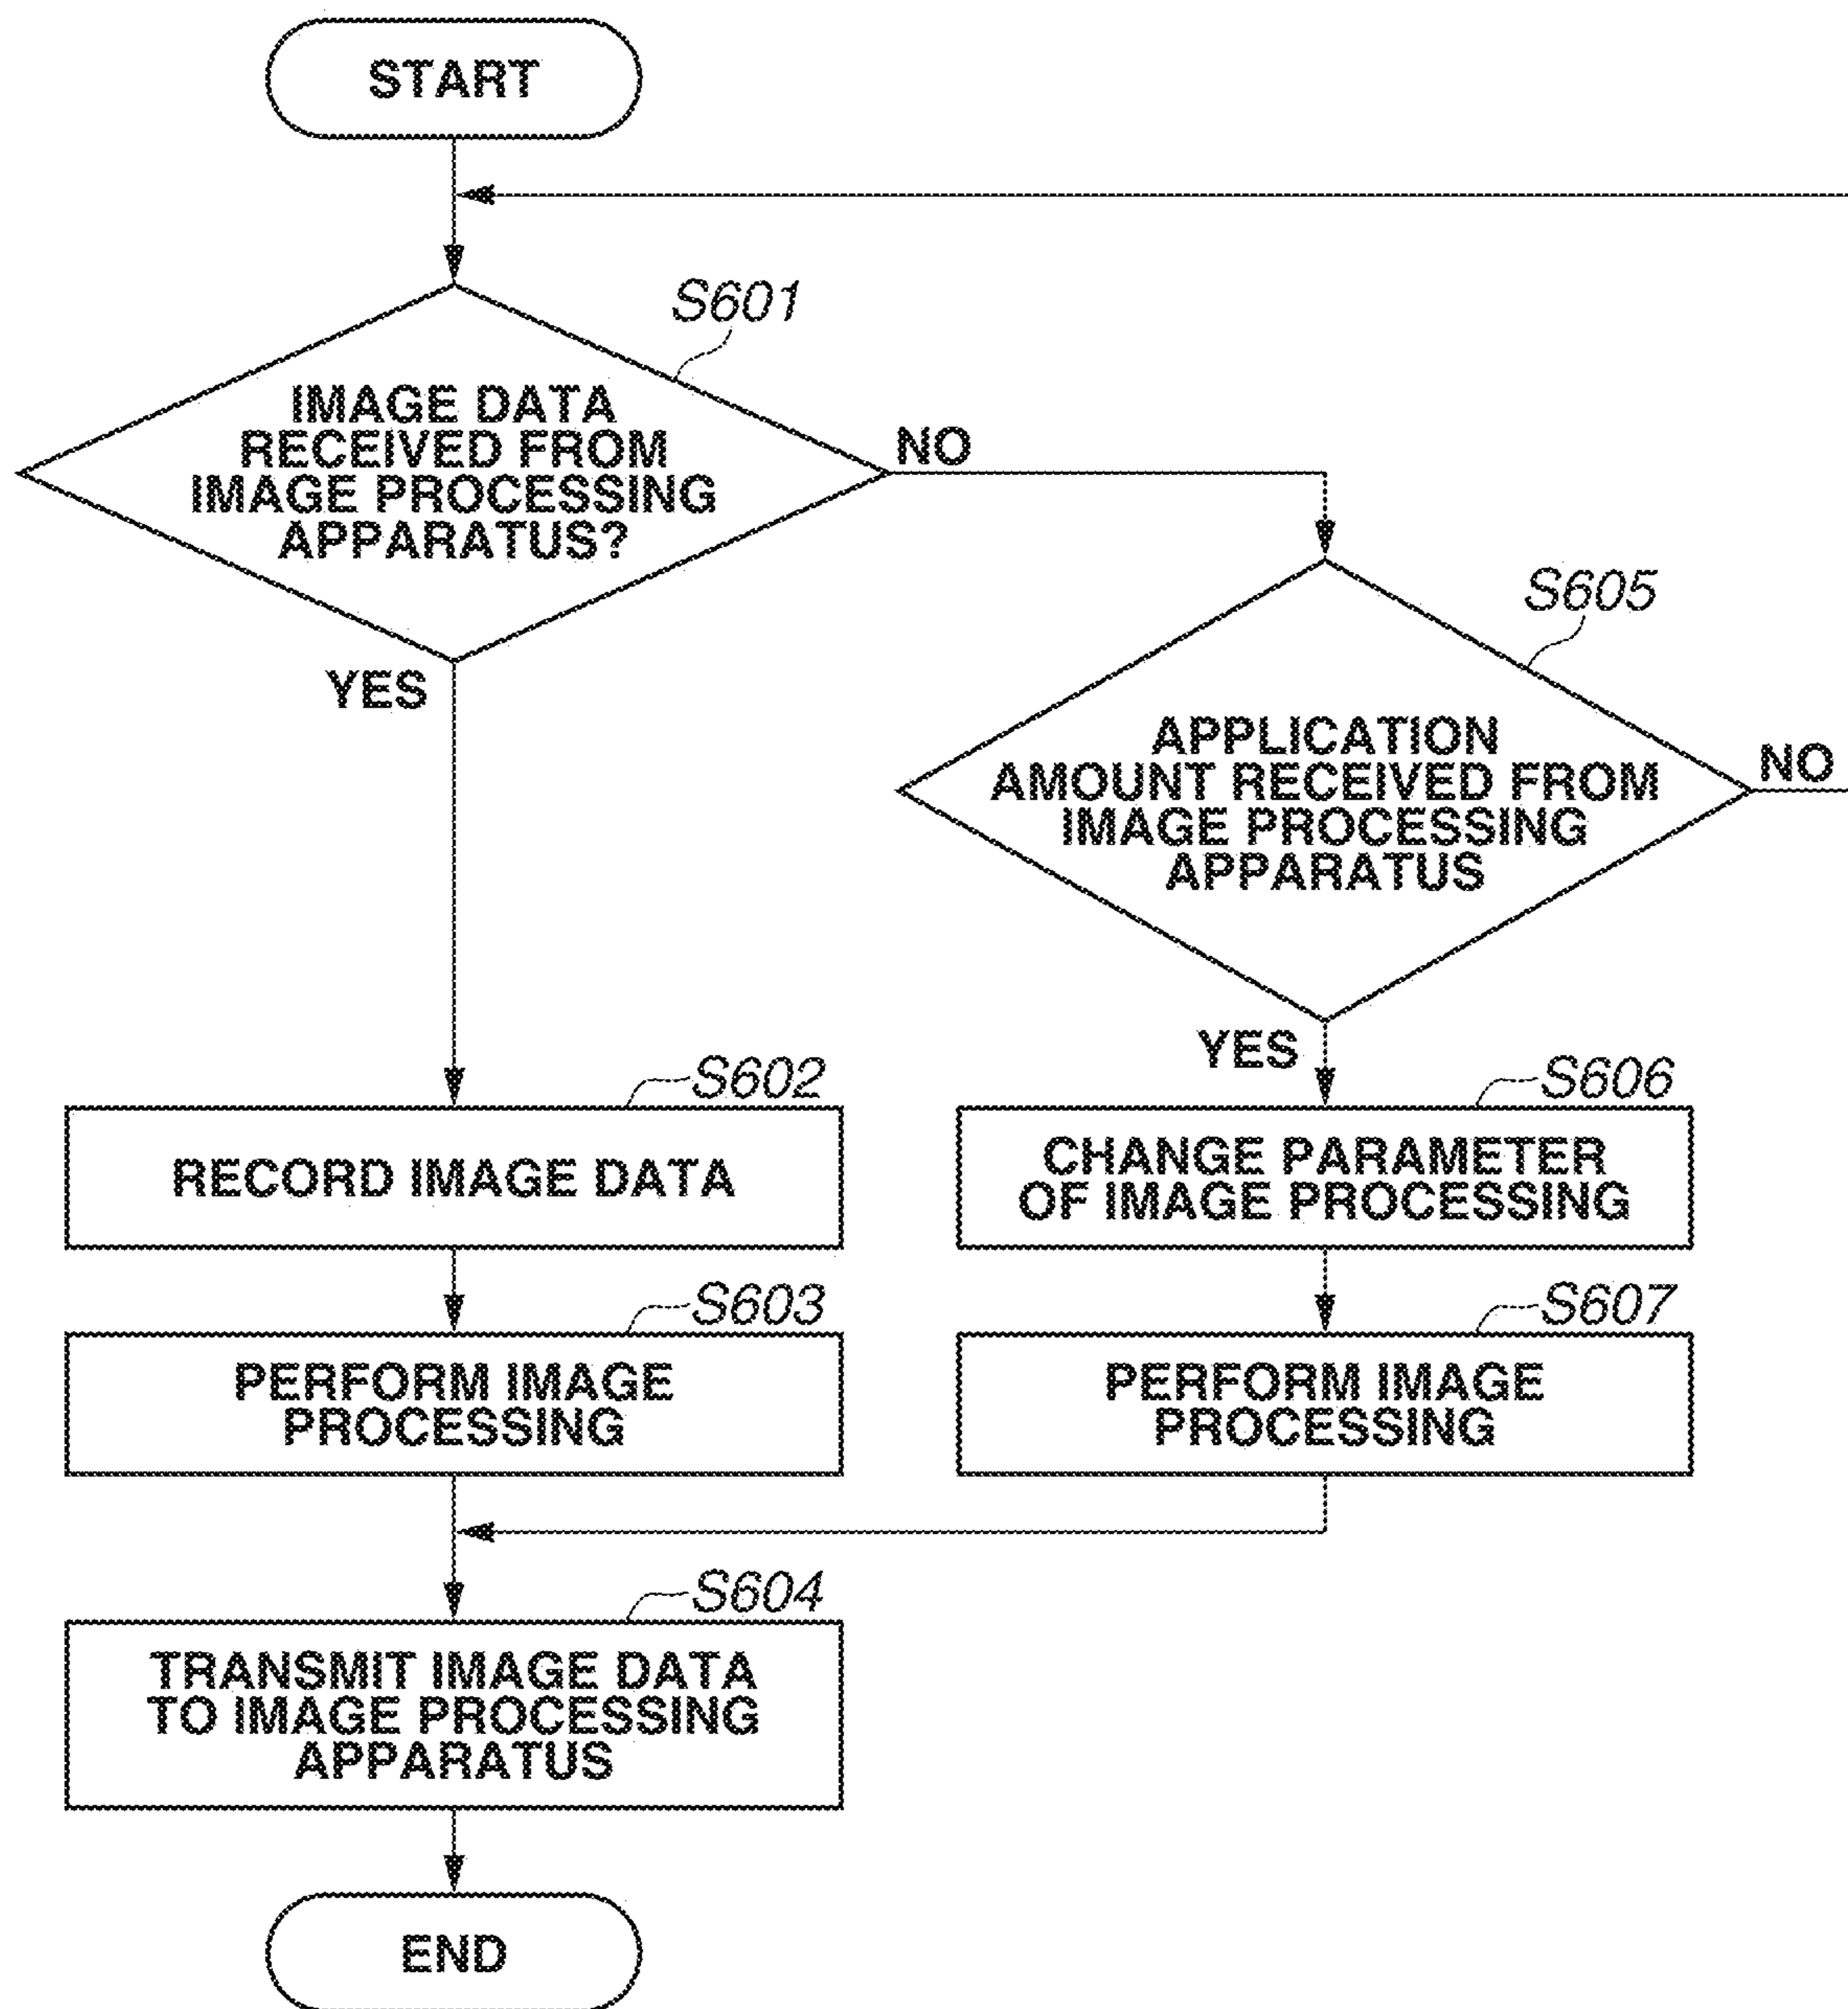 START
S601
IMAGE DATA
RECEIVED FROM
IMAGE PROCESSING
APPARATUS?
NO
YES
S605
APPLICATION
AMOUNT RECEIVED FROM
IMAGE PROCESSING
APPARATUS
NO
YES
S602
RECORD IMAGE DATA
S606
CHANGE PARAMETER
OF IMAGE PROCESSING
S603
PERFORM IMAGE
PROCESSING
S607
PERFORM IMAGE
PROCESSING
S604
TRANSMIT IMAGE DATA
TO IMAGE PROCESSING
APPARATUS
END